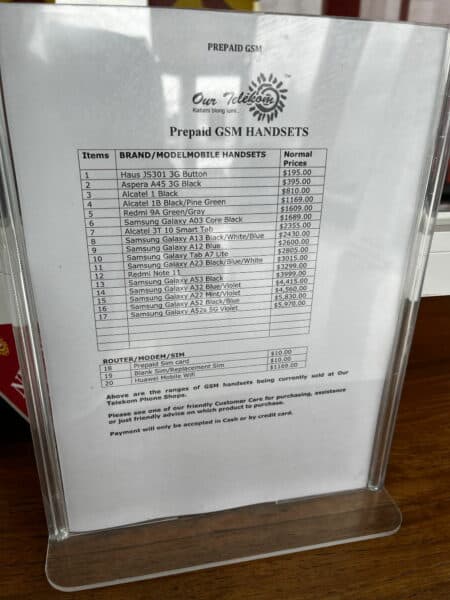 PREPAID GSM
Our Telekom ™
Kaham blong iumi..
Prepaid GSM HANDSETS
Items BRAND/MODELMOBILE HANDSETS Normal Prices
1 Haus JS301 3G Button $195.00
2 Aspera A45 3G Black $395.00
3 Alcatel 1 Black $810.00
4 Alcatel 1B Black/Pine Green $1169.00
5 Redmi 9A Green/Gray $1609.00
6 Samsung Galaxy A03 Core Black $1689.00
7 Alcatel 3T 10 Smart Tab $2355.00
8 Samsung Galaxy A13 Black/White/Blue $2430.00
9 Samsung Galaxy A12 Blue $2600.00
10 Samsung Galaxy Tab A7 Lite $2805.00
11 Samsung Galaxy A23 Black/Blue/White $3015.00
12 Redmi Note 11 $3299.00
13 Samsung Galaxy A53 Black $3999.00
14 Samsung Galaxy A32 Blue/Violet $4,415.00
15 Samsung Galaxy A22 Mint/Violet $4,560.00
16 Samsung Galaxy A52 Black/Blue $5,830.00
17 Samsung Galaxy A52s 5G Violet $5,970.00
ROUTER/MODEM/SIM
18 Prepaid Sim card $10.00
19 Blank Sim/Replacement Sim $10.00
20 Huawei Mobile Wifi $1169.00
Above are the ranges of GSM handsets being currently sold at Our
Telekom Phone Shops.
Please see one of our friendly Customer Care for purchasing, assistance
or just friendly advice on which product to purchase.
Payment will only be accepted in Cash or by credit card.